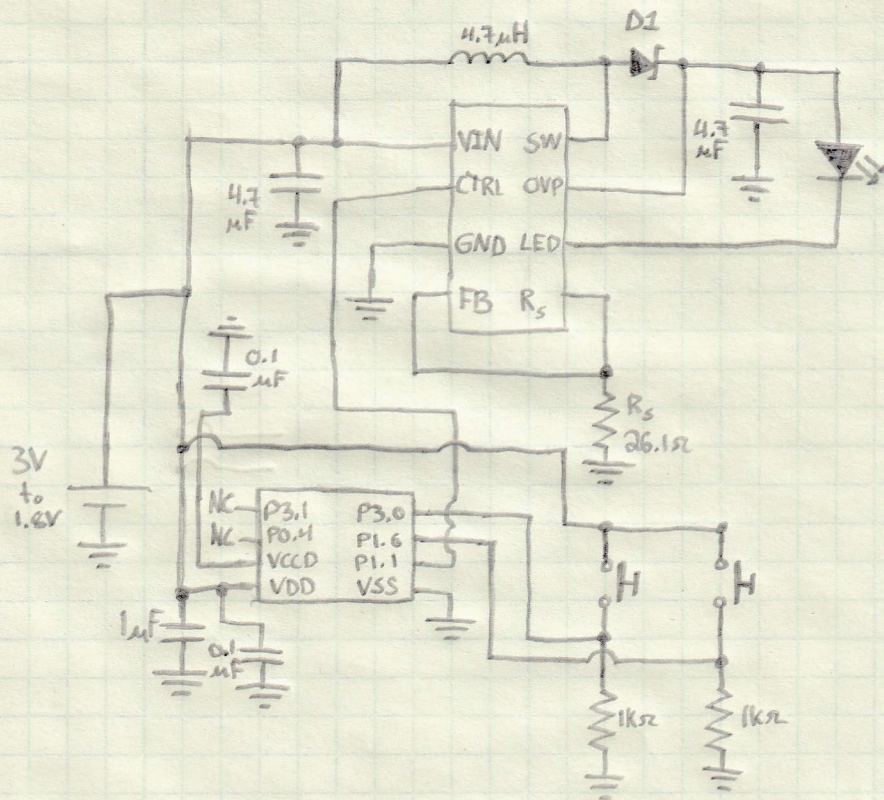 4.7μH
D1
VIN SW
CTRL OVP
GND LED
FB Rs
4.7
μF
4.7
μF
0.1
μF
Rs
26.1Ω
3V
to
1.8V
NC P3.1 P3.0
NC P0.4 P1.6
VCCD P1.1
VDD VSS
1μF
0.1
μF
1kΩ
1kΩ